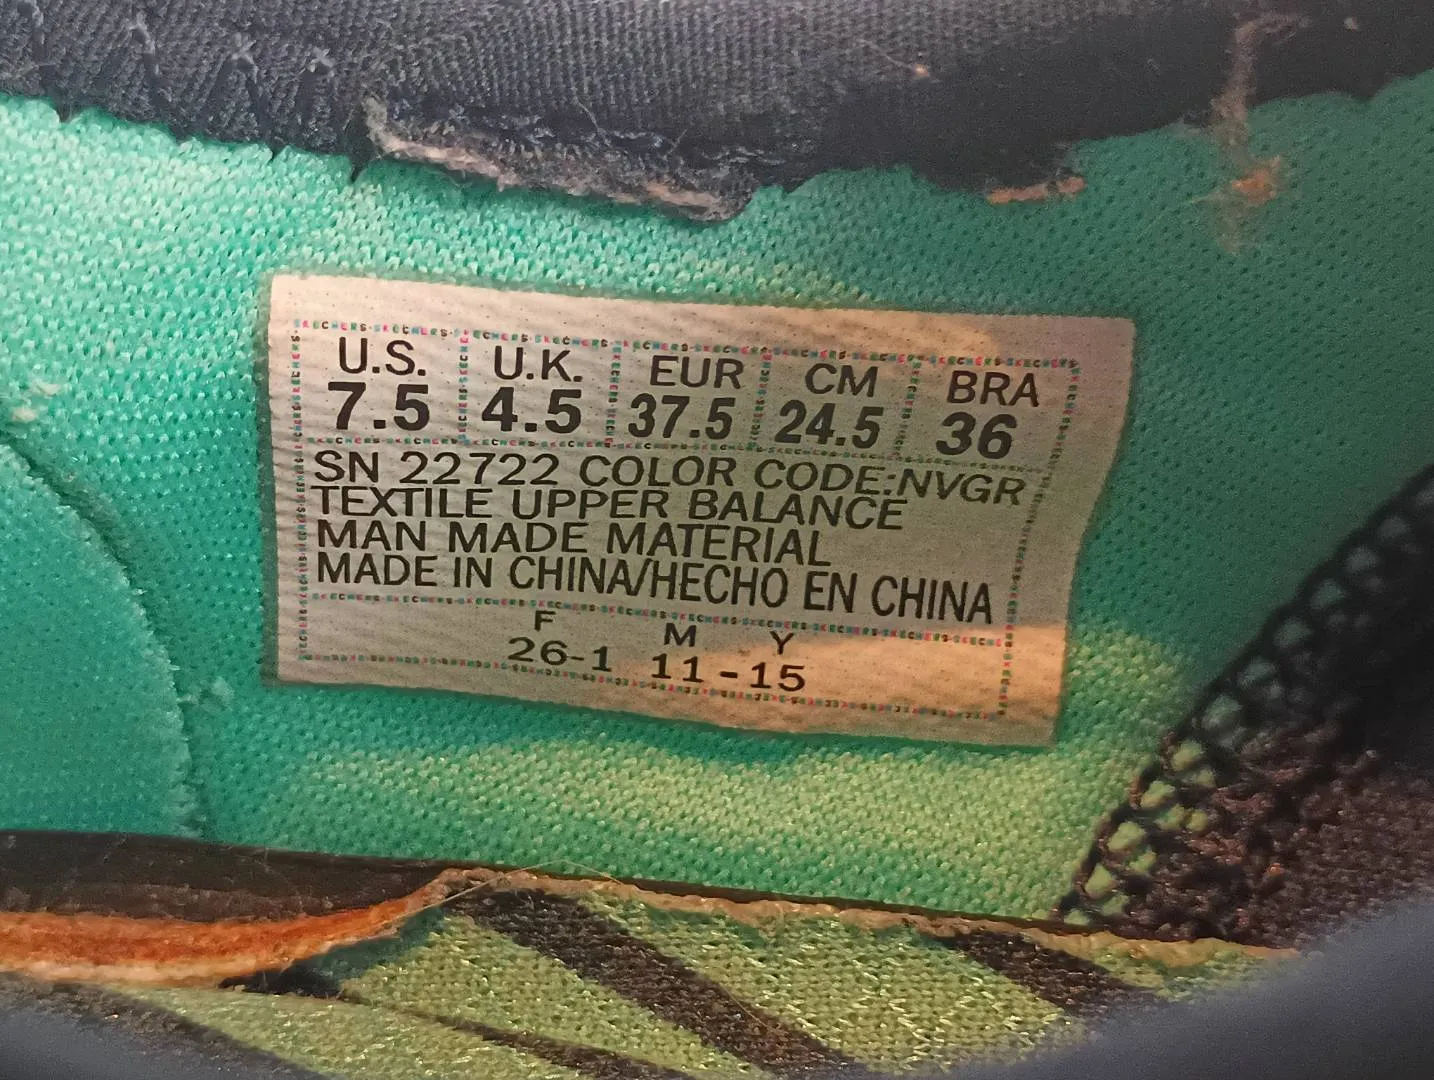 U.S. U.K. EUR CM BRA
7.5 4.5 37.5 24.5 36
SN 22722 COLOR CODE:NVGR
TEXTILE UPPER BALANCE
MAN MADE MATERIAL
MADE IN CHINA/HECHO EN CHINA
F M Y
26-1 11-15